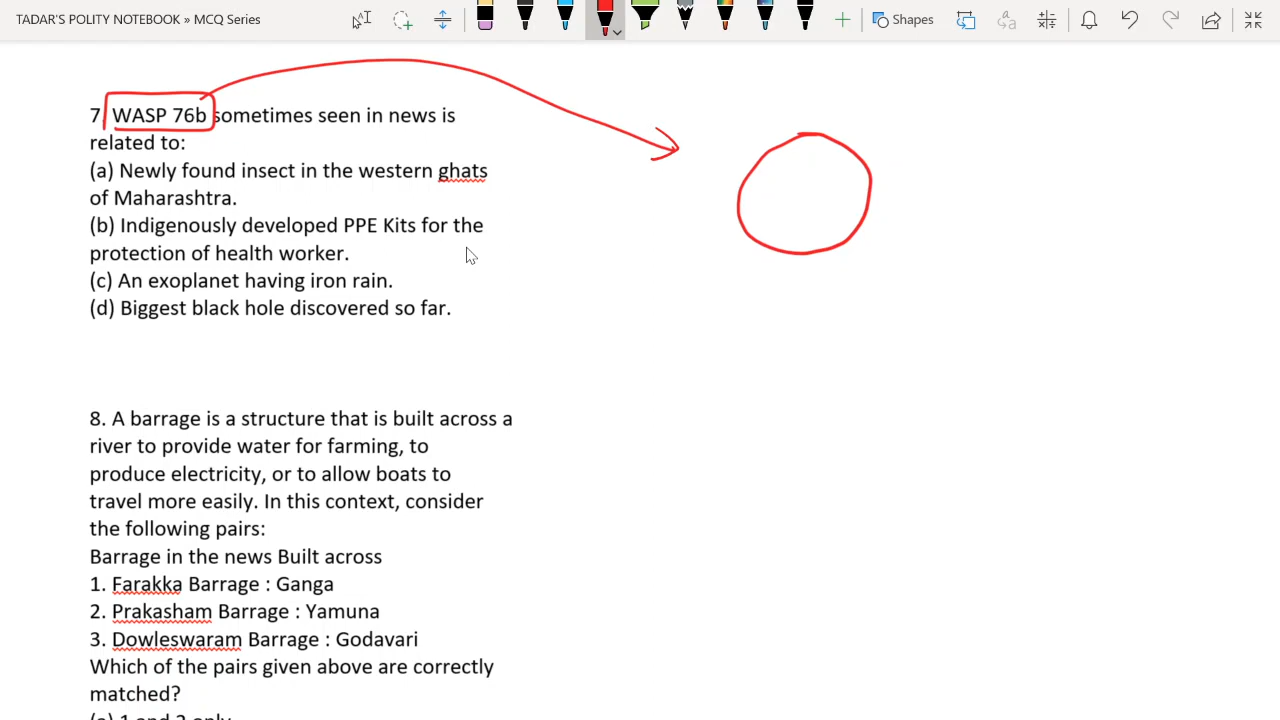 TADAR'S POLITY NOTEBOOK » MCQ Series
Shapes
7. WASP 76b sometimes seen in news is
related to:
(a) Newly found insect in the western ghats
of Maharashtra.
(b) Indigenously developed PPE Kits for the
protection of health worker.
(c) An exoplanet having iron rain.
(d) Biggest black hole discovered so far.
8. A barrage is a structure that is built across a
river to provide water for farming, to
produce electricity, or to allow boats to
travel more easily. In this context, consider
the following pairs:
Barrage in the news Built across
1. Farakka Barrage : Ganga
2. Prakasham Barrage : Yamuna
3. Dowleswaram Barrage : Godavari
Which of the pairs given above are correctly
matched?
(a) 1 and 2 only